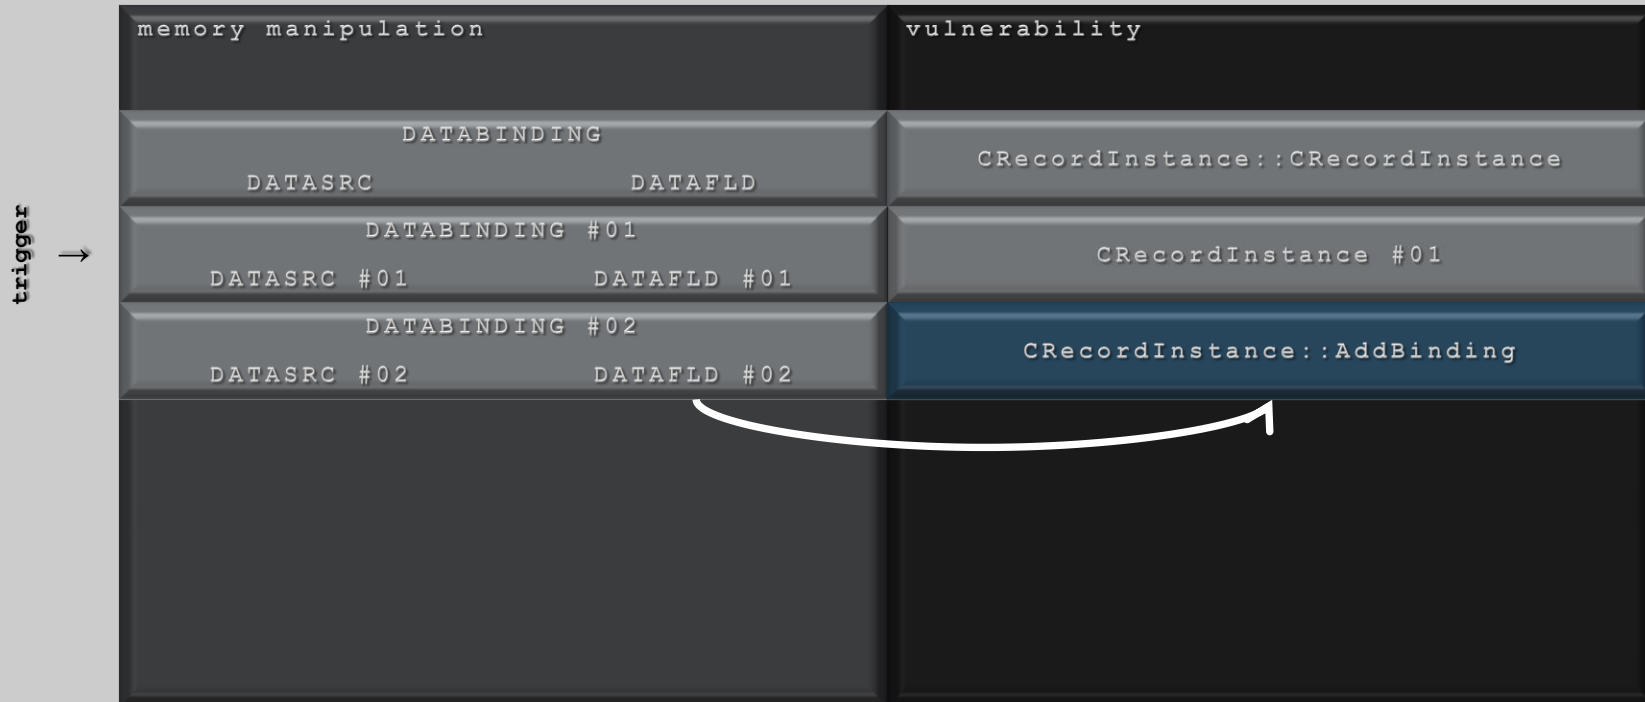 memory manipulation
vulnerability
DATABINDING
DATASRC DATAFLD
CRecordInstance::CRecordInstance
trigger →
DATABINDING #01
DATASRC #01 DATAFLD #01
CRecordInstance #01
DATABINDING #02
DATASRC #02 DATAFLD #02
CRecordInstance::AddBinding